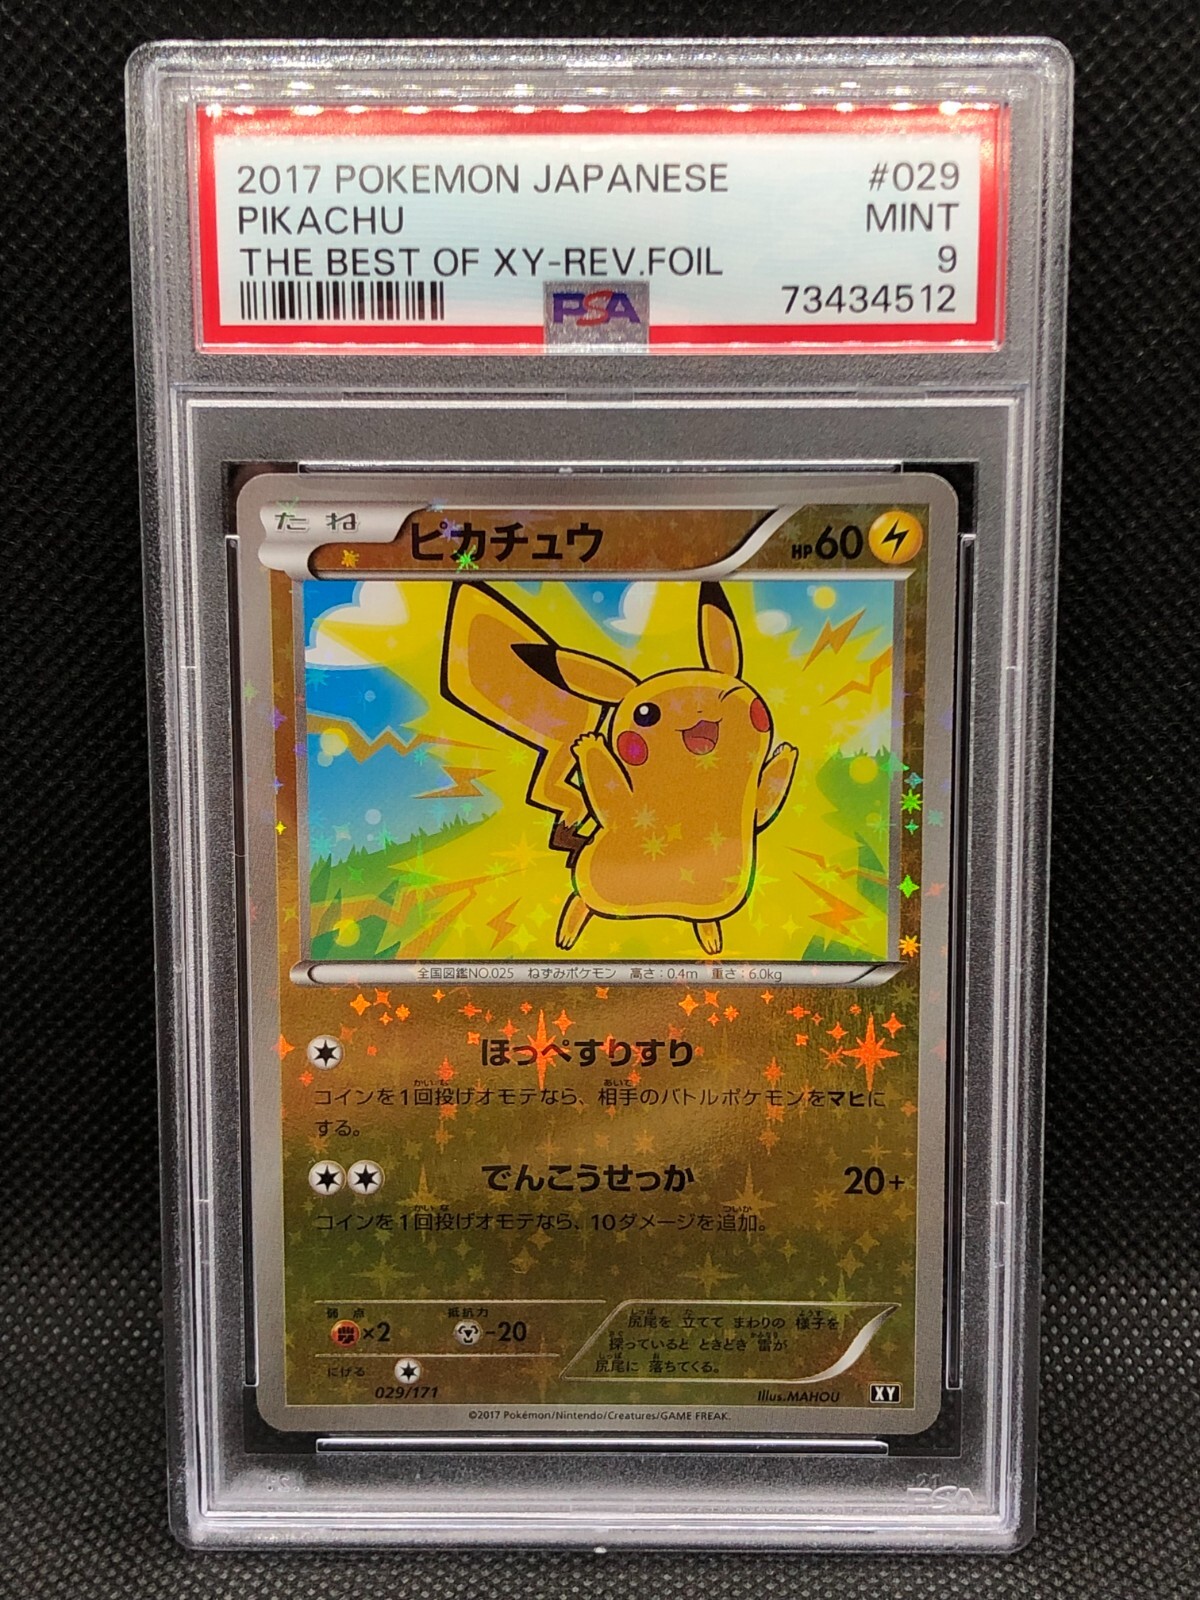 2017 POKEMON JAPANESE #029
PIKACHU MINT
THE BEST OF XY-REV.FOIL 9
PSA 73434512
たね ピカチュウ HP60
全国図鑑NO.025 ねずみポケモン 高さ:0.4m 重さ:6.0kg
ほっぺすりすり
コインを1回投げオモテなら、相手のバトルポケモンをマヒに
する。
でんこうせっか 20+
コインを1回投げオモテなら、10ダメージを追加。
弱点 抵抗力
×2 -20
にげる
尻尾を 立てて まわりの 様子を
探っていると ときどき 雷が
尻尾に 落ちてくる。
029/171 Illus.MAHOU XY
©2017 Pokémon/Nintendo/Creatures/GAME FREAK.
PSA